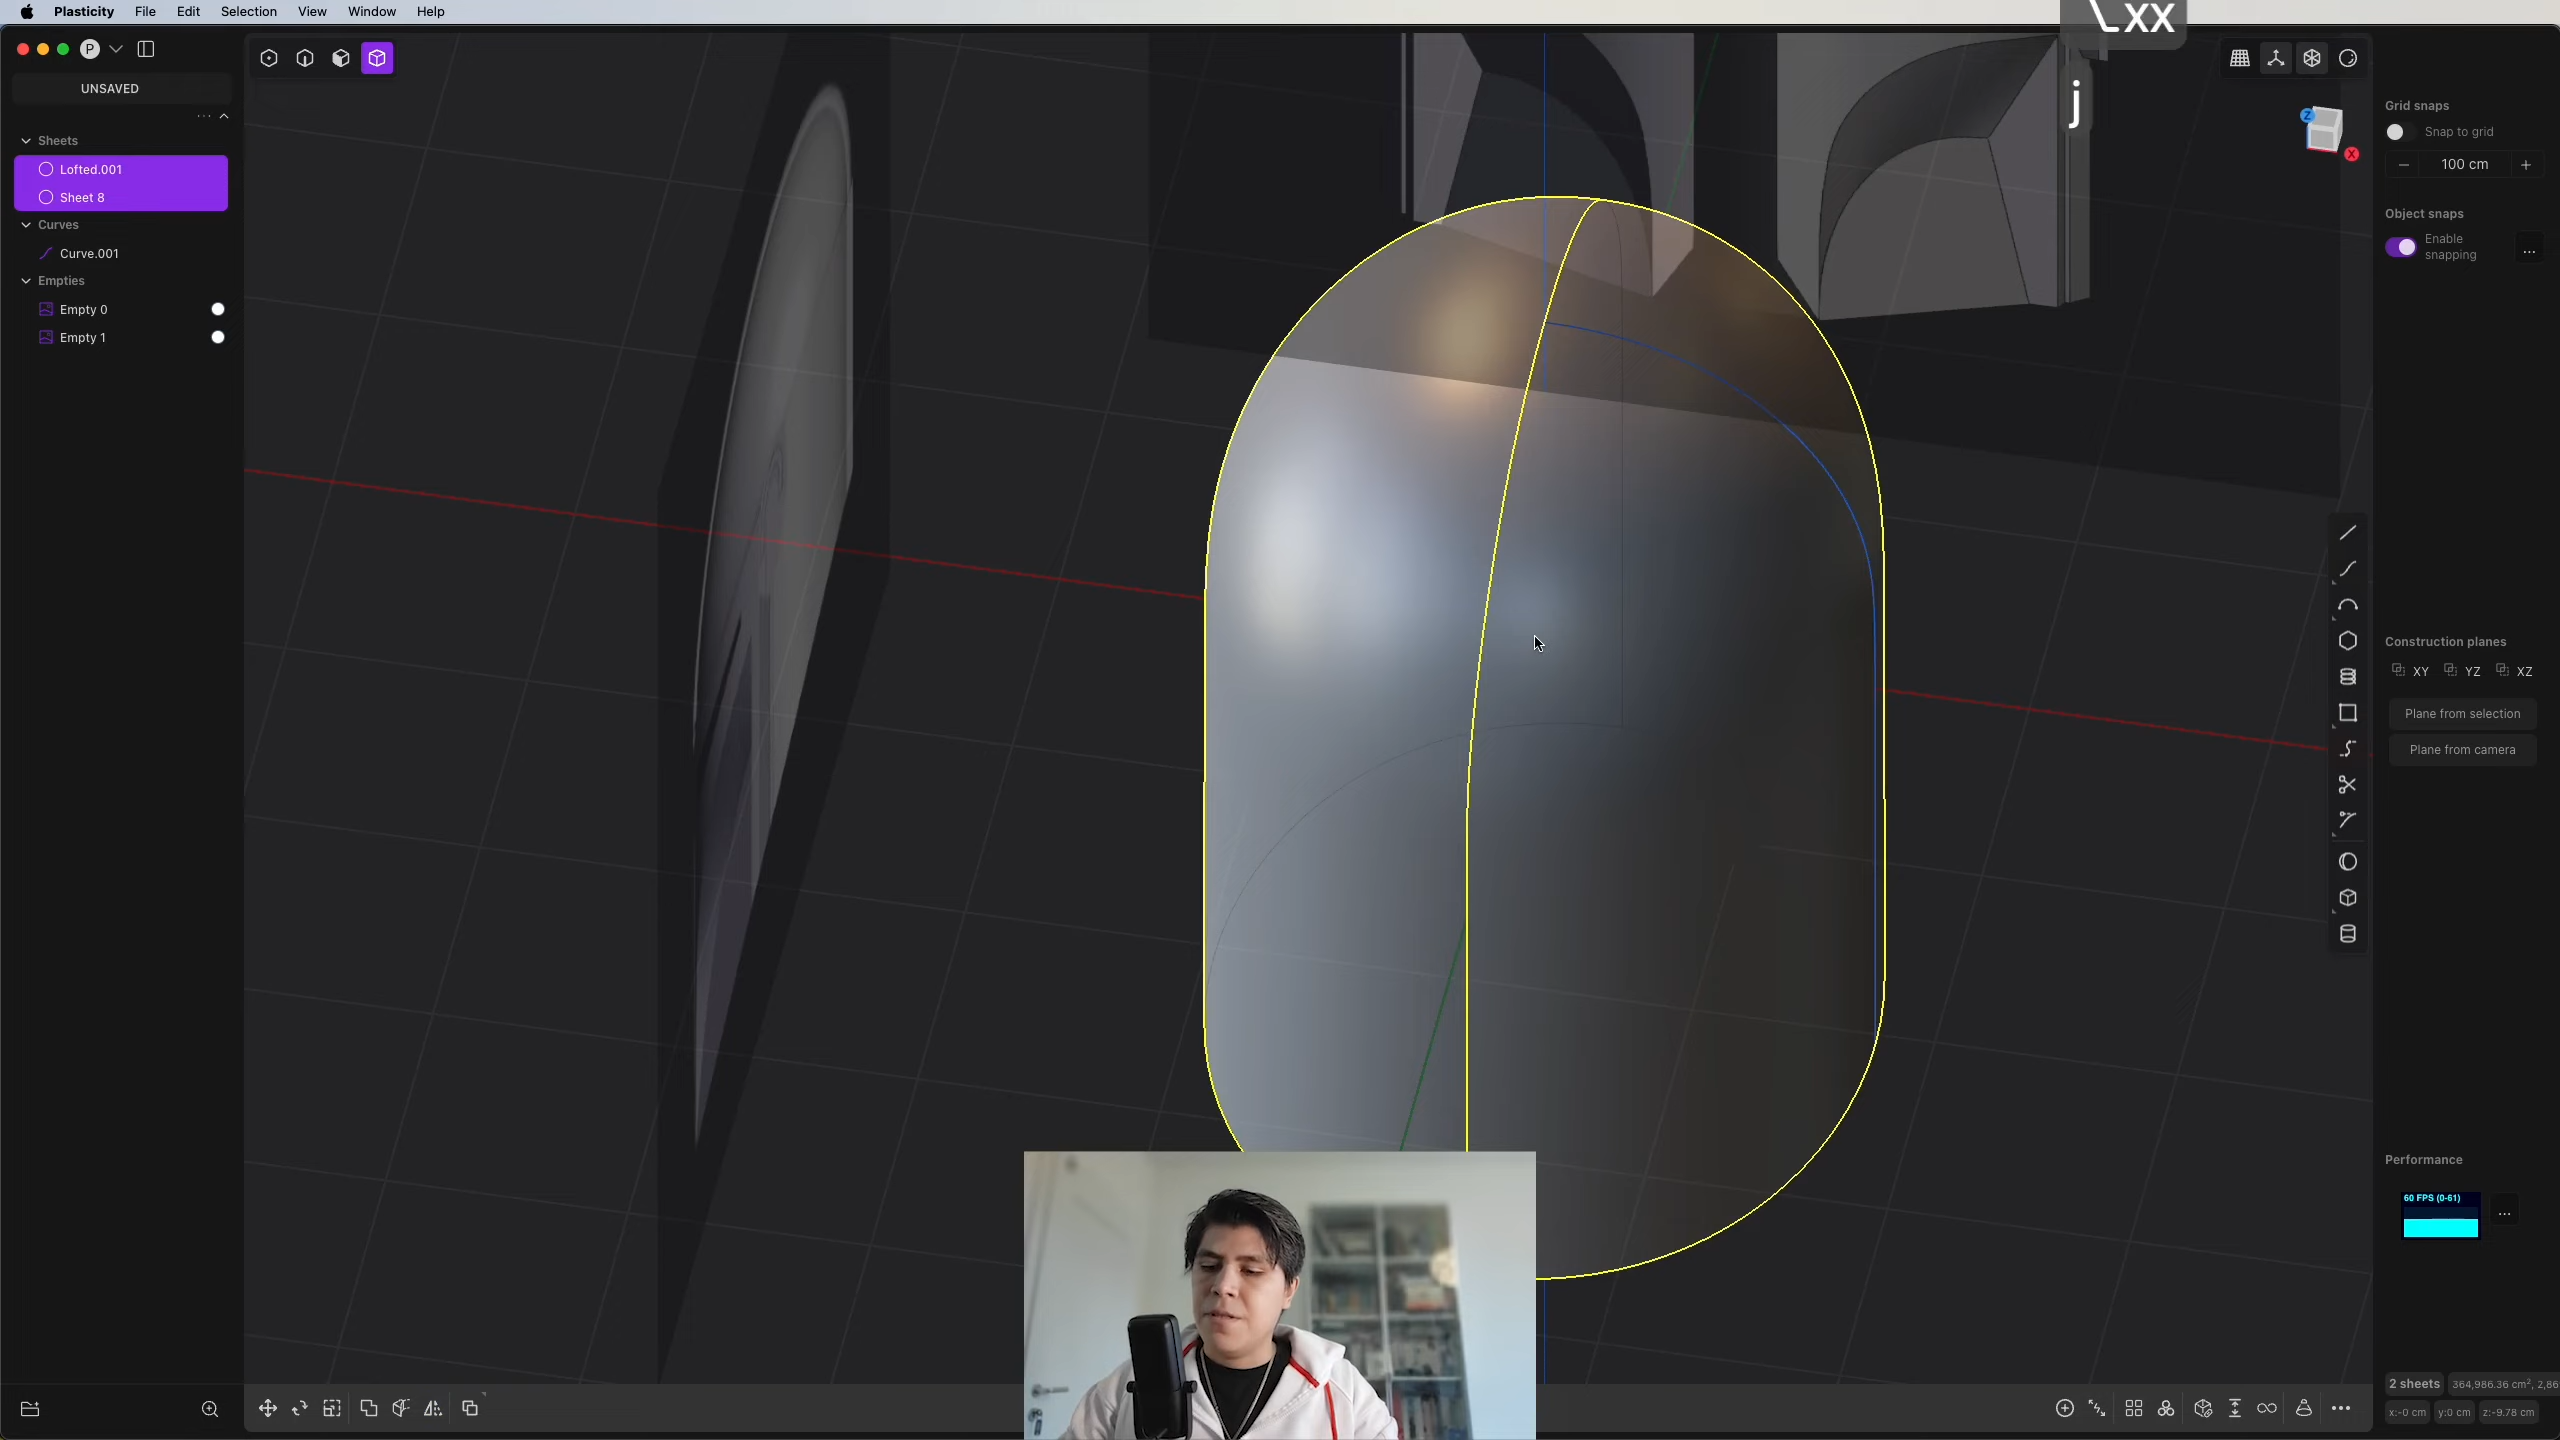 Plasticity File Edit Selection View Window Help
⌥XX
j
P
UNSAVED
Sheets
Lofted.001
Sheet 8
Curves
Curve.001
Empties
Empty 0
Empty 1
Z
X
Grid snaps
Snap to grid
100 cm
Object snaps
Enable
snapping
Construction planes
XY YZ XZ
Plane from selection
Plane from camera
Performance
60 FPS (0-61)
2 sheets 364,986.36 cm², 2,86
x:-0 cm y:0 cm z:-9.78 cm